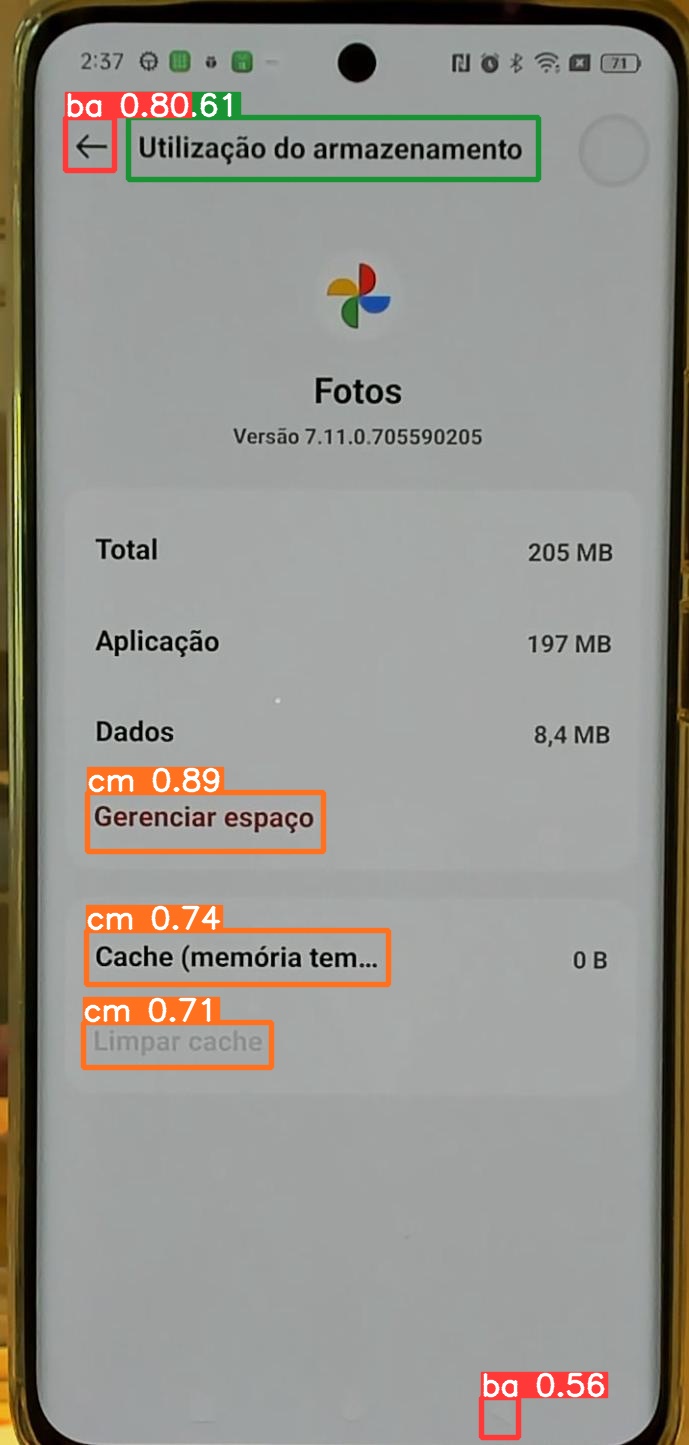 2:37 71
ba 0.80.61
Utilização do armazenamento
Fotos
Versão 7.11.0.705590205
Total 205 MB
Aplicação 197 MB
Dados 8,4 MB
cm 0.89
Gerenciar espaço
cm 0.74
Cache (memória tem... 0 B
cm 0.71
Limpar cache
ba 0.56